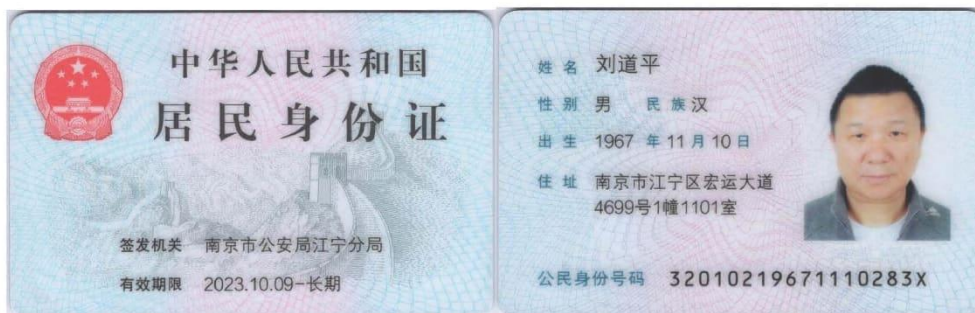 中华人民共和国
居民身份证
签发机关 南京市公安局江宁分局
有效期限 2023.10.09-长期
姓名 刘道平
性别 男 民族 汉
出生 1967 年 11 月 10 日
住址 南京市江宁区宏运大道
4699号1幢1101室
公民身份号码 32010219671110283X